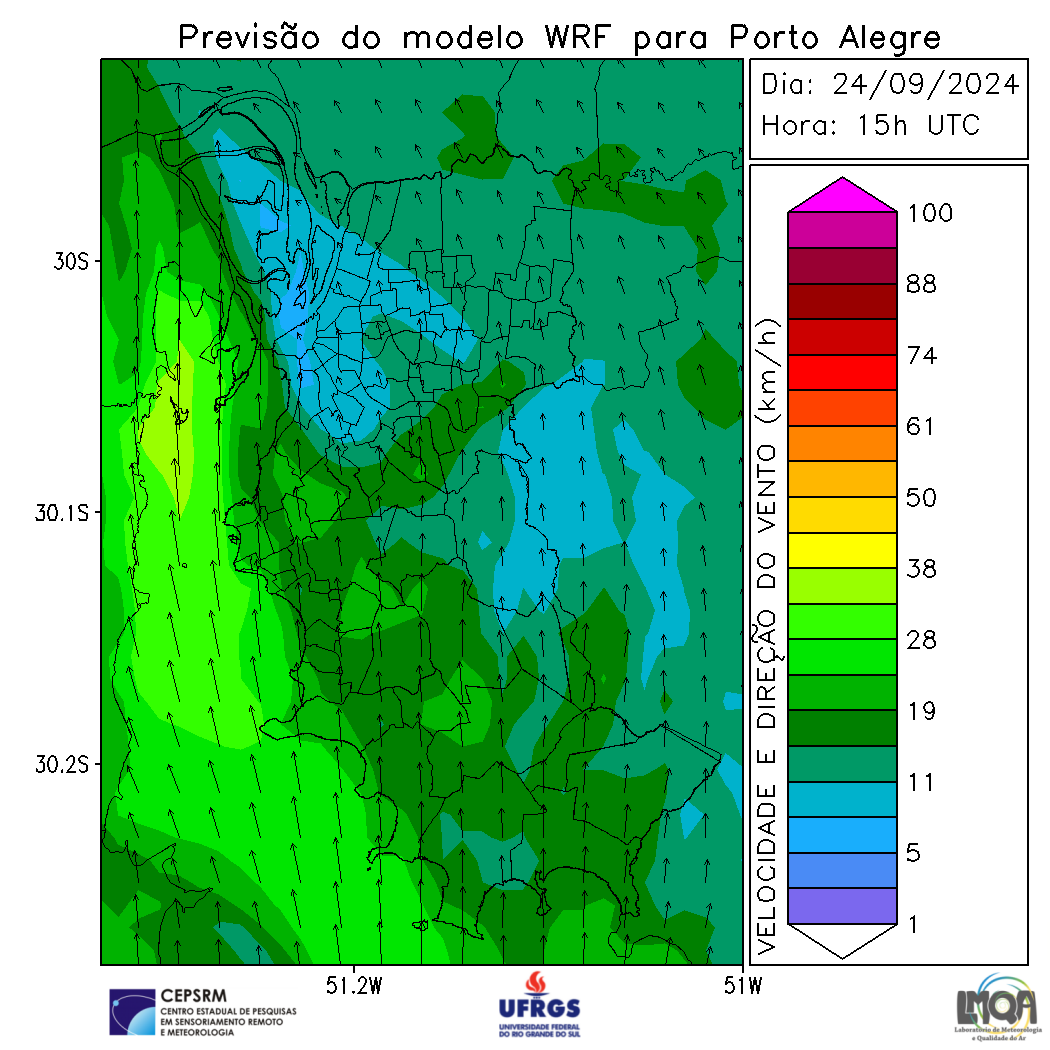 Previsão do modelo WRF para Porto Alegre
Dia: 24/09/2024
Hora: 15h UTC
30S
30.1S
30.2S
51.2W
51W
VELOCIDADE E DIREÇÃO DO VENTO (km/h)
100
88
74
61
50
38
28
19
11
5
1
CEPSRM
CENTRO ESTADUAL DE PESQUISAS
EM SENSORIAMENTO REMOTO
E METEOROLOGIA
UFRGS
UNIVERSIDADE FEDERAL
DO RIO GRANDE DO SUL
LMQA
Laboratório de Meteorologia
e Qualidade do Ar